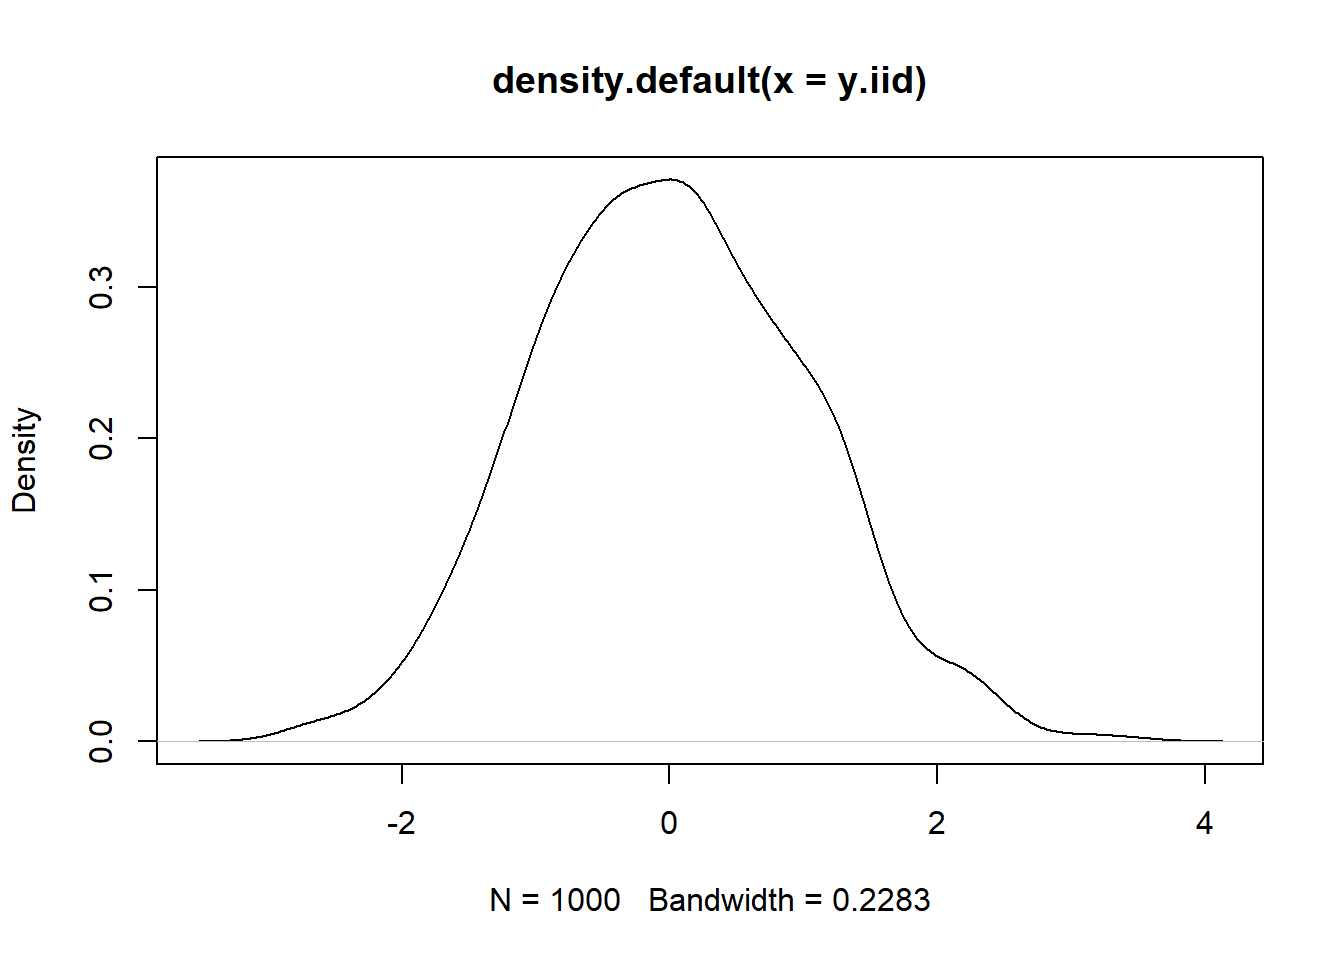 density.default(x = y.iid)
Density
0.3
0.2
0.1
0.0
-2 0 2 4
N = 1000 Bandwidth = 0.2283